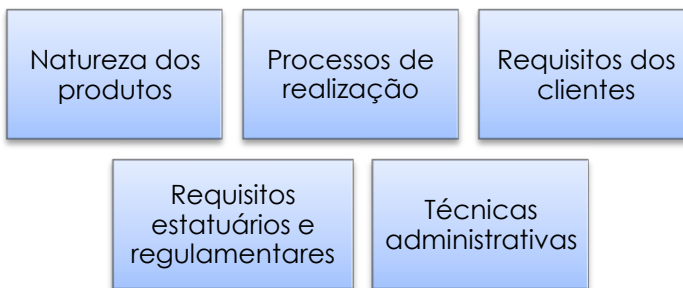 Natureza dos
produtos
Processos de
realização
Requisitos dos
clientes
Requisitos
estatuários e
regulamentares
Técnicas
administrativas